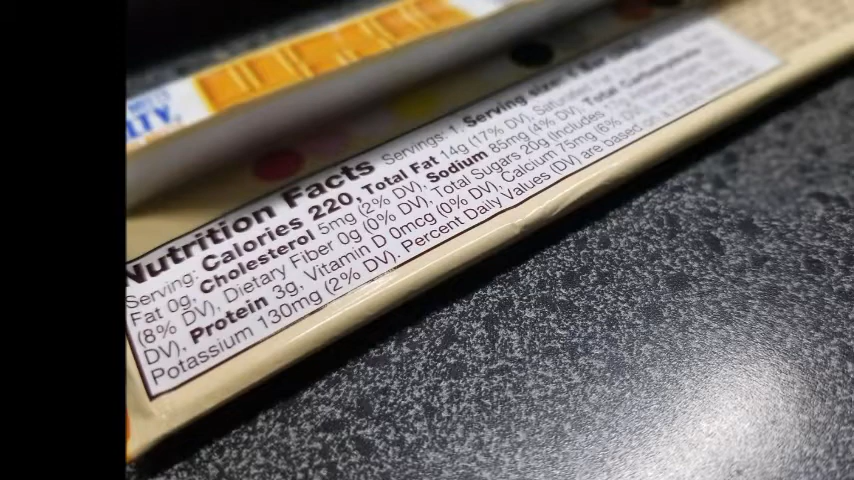 LTY
Nutrition Facts Servings: 1, Serving size: 1 Bar
Serving: Calories 220, Total Fat 14g (17% DV),
Fat 0g, Cholesterol 5mg (2% DV), Sodium 85mg (4% DV), Total Carbohydrate
(8% DV), Dietary Fiber 0g (0% DV), Total Sugars 20g (Includes
DV), Protein 3g, Vitamin D 0mcg (0% DV), Calcium 75mg (6%
Potassium 130mg (2% DV). Percent Daily Values (DV) are based on a